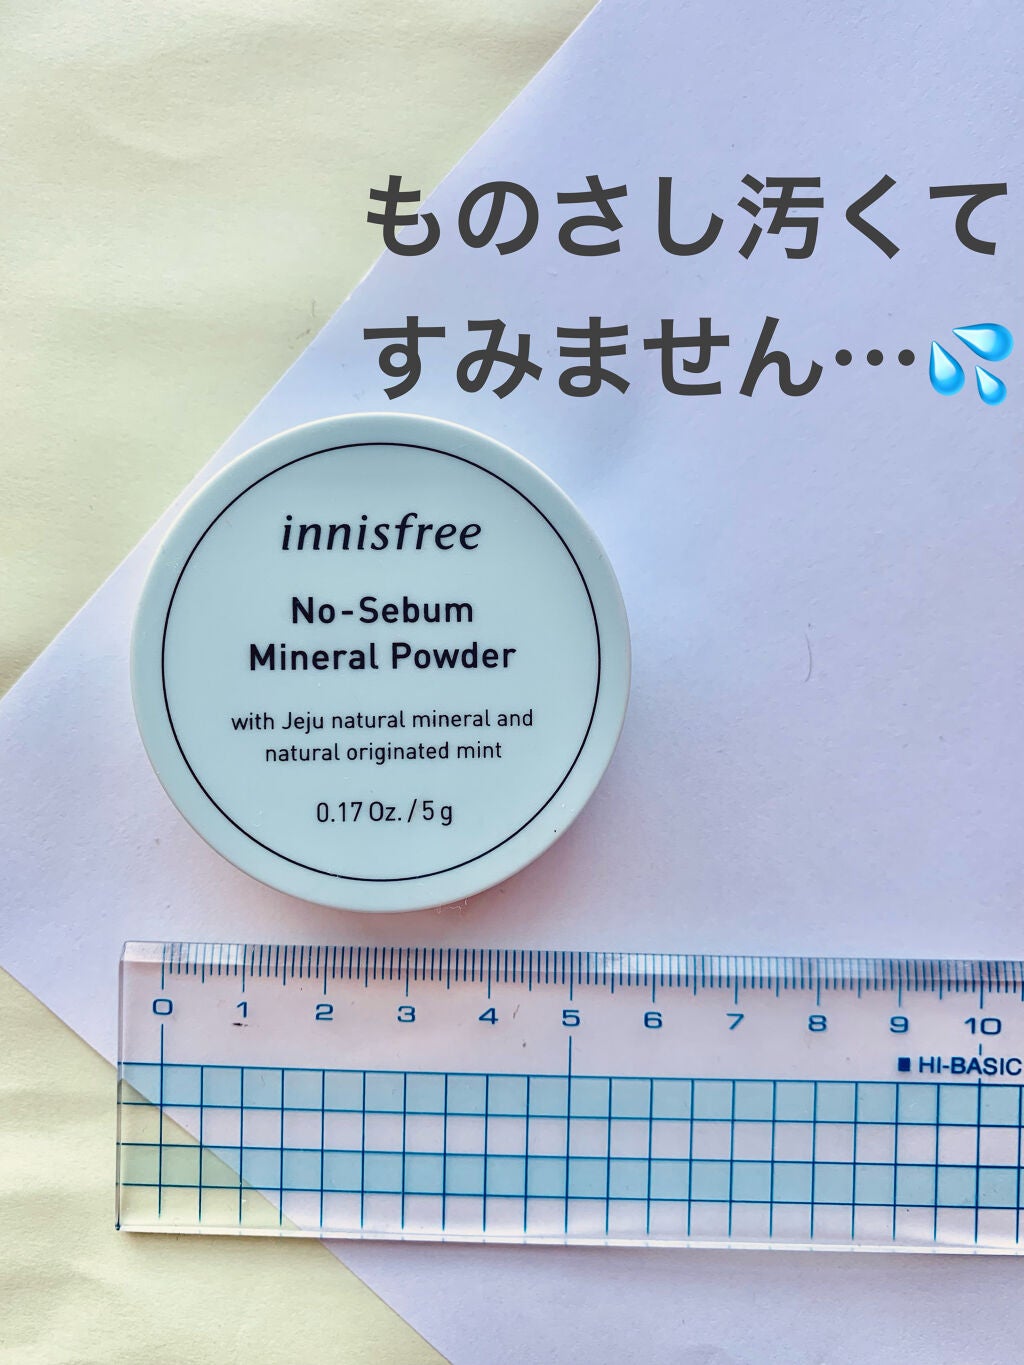 ものさし汚くて
すみません…💦
innisfree
No-Sebum
Mineral Powder
with Jeju natural mineral and
natural originated mint
0.17 Oz. / 5 g
0 1 2 3 4 5 6 7 8 9 10
■ HI-BASIC